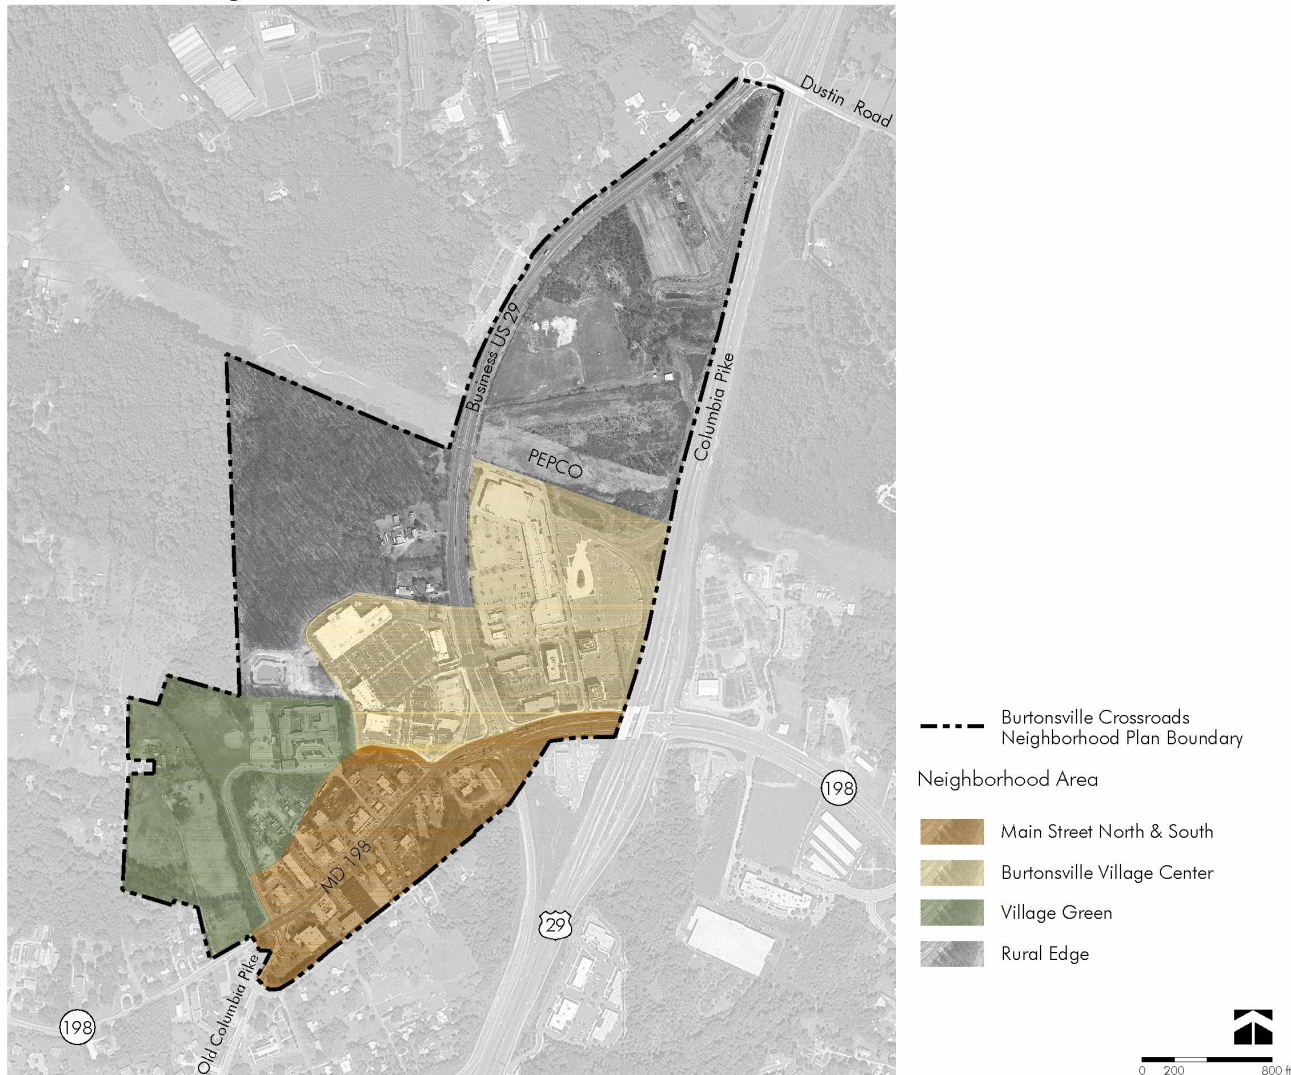 Dustin Road
Business US 29
Columbia Pike
PEPCO
MD 198
198
29
Old Columbia Pike
198
Burtonsville Crossroads
Neighborhood Plan Boundary
Neighborhood Area
Main Street North & South
Burtonsville Village Center
Village Green
Rural Edge
0 200 800 ft